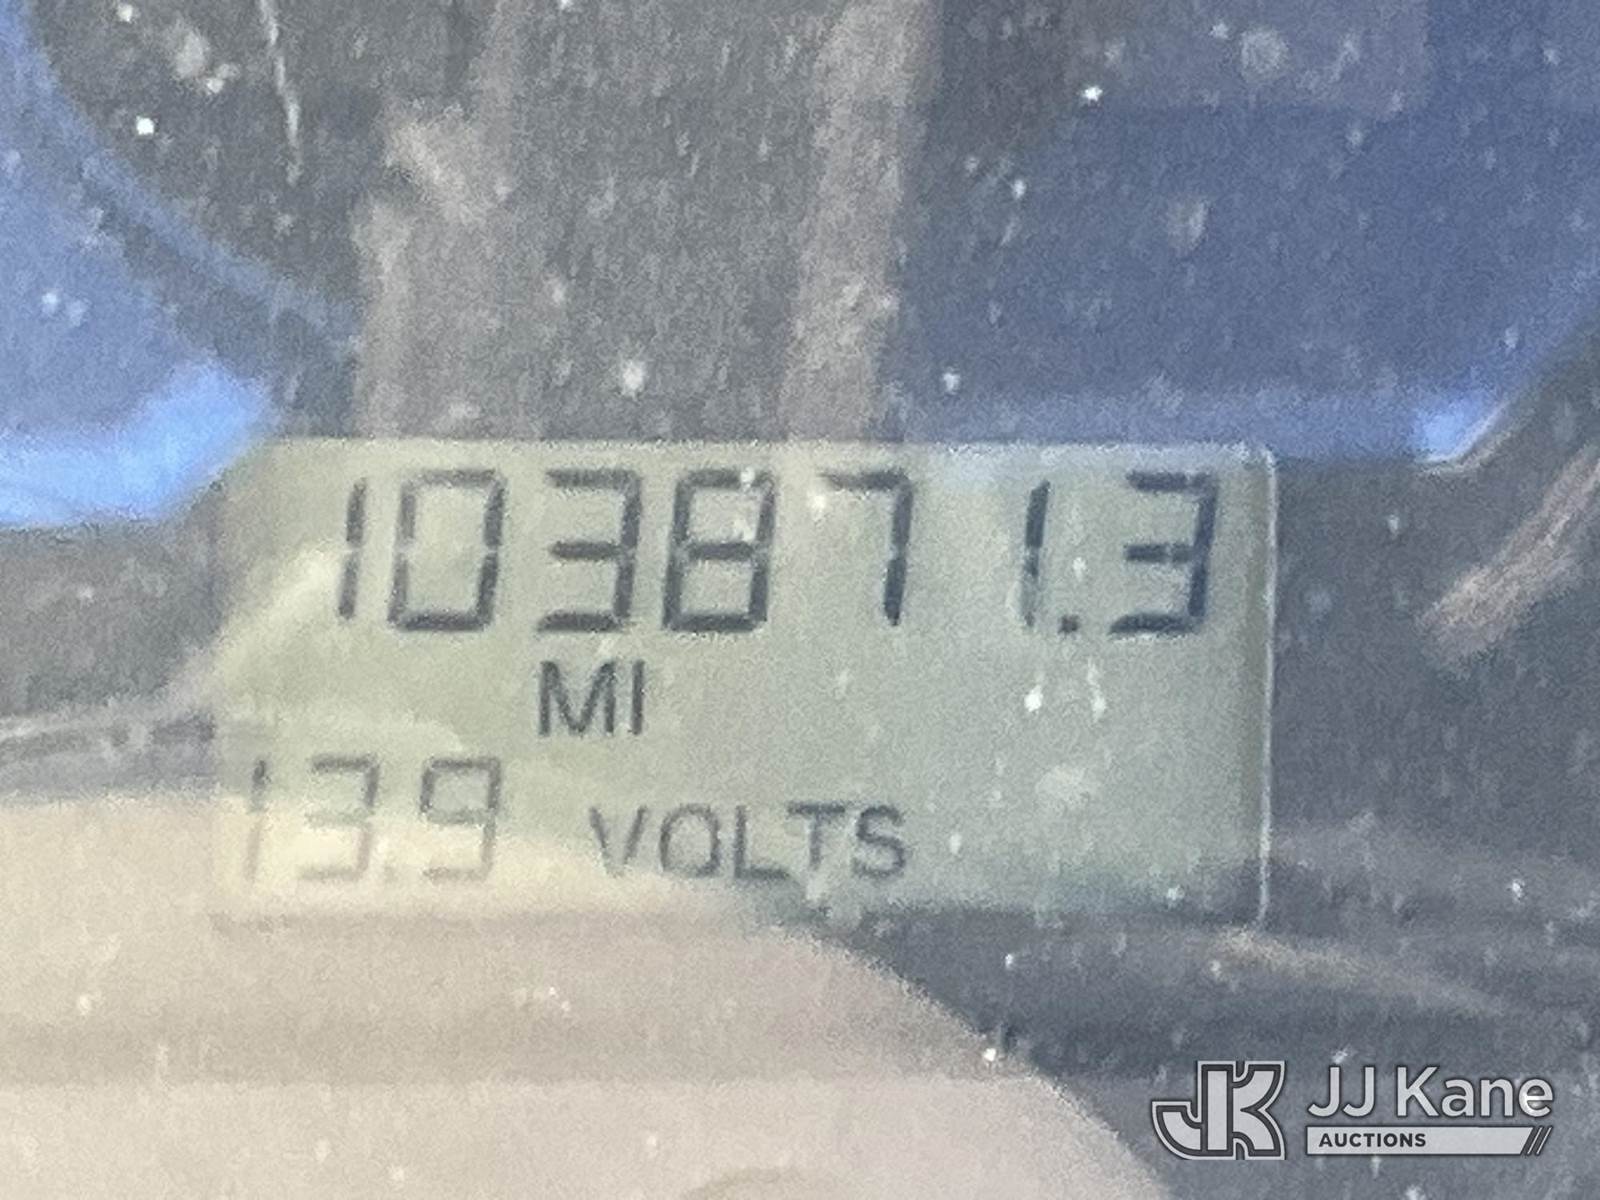 103871.3
MI
13.9 VOLTS
JK JJ Kane
AUCTIONS